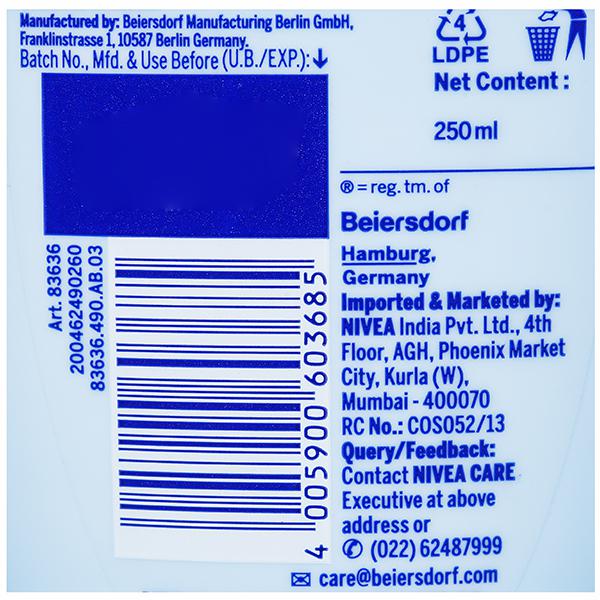 Manufactured by: Beiersdorf Manufacturing Berlin GmbH,
Franklinstrasse 1, 10587 Berlin Germany.
Batch No., Mfd. & Use Before (U.B./EXP.):↓
4
LDPE
Net Content :
250 ml
® = reg. tm. of
Beiersdorf
Hamburg,
Germany
Imported & Marketed by:
NIVEA India Pvt. Ltd., 4th
Floor, AGH, Phoenix Market
City, Kurla (W),
Mumbai - 400070
RC No.: COS052/13
Query/Feedback:
Contact NIVEA CARE
Executive at above
address or
✆ (022) 62487999
✉ care@beiersdorf.com
Art. 83636
200462490260
83636.490.AB.03
4 005900 603685